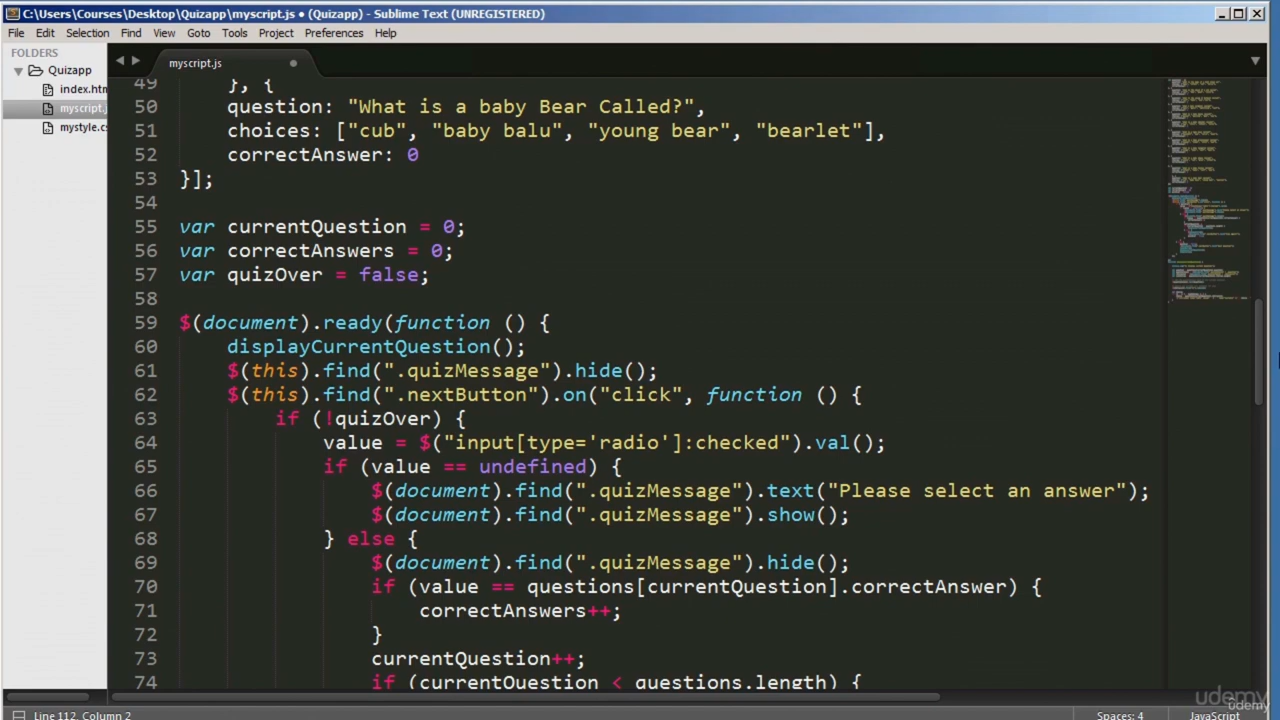 C:\Users\Courses\Desktop\Quizapp\myscript.js • (Quizapp) - Sublime Text (UNREGISTERED)
File Edit Selection Find View Goto Tools Project Preferences Help
FOLDERS
Quizapp
index.htm
myscript.j
mystyle.cs
myscript.js
49 }, {
50 question: "What is a baby Bear Called?",
51 choices: ["cub", "baby balu", "young bear", "bearlet"],
52 correctAnswer: 0
53 }];
54
55 var currentQuestion = 0;
56 var correctAnswers = 0;
57 var quizOver = false;
58
59 $(document).ready(function () {
60 displayCurrentQuestion();
61 $(this).find(".quizMessage").hide();
62 $(this).find(".nextButton").on("click", function () {
63 if (!quizOver) {
64 value = $("input[type='radio']:checked").val();
65 if (value == undefined) {
66 $(document).find(".quizMessage").text("Please select an answer");
67 $(document).find(".quizMessage").show();
68 } else {
69 $(document).find(".quizMessage").hide();
70 if (value == questions[currentQuestion].correctAnswer) {
71 correctAnswers++;
72 }
73 currentQuestion++;
74 if (currentQuestion < questions.length) {
Line 112, Column 2
Spaces: 4
JavaScript
udemy
udemy